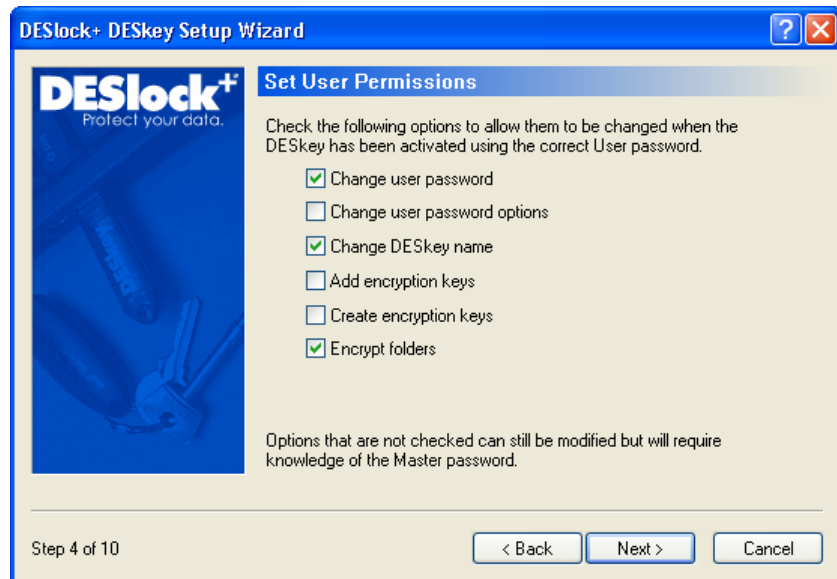 DESlock+ DESkey Setup Wizard
DESlock+
Protect your data.
Set User Permissions
Check the following options to allow them to be changed when the
DESkey has been activated using the correct User password.
Change user password
Change user password options
Change DESkey name
Add encryption keys
Create encryption keys
Encrypt folders
DESkey
Options that are not checked can still be modified but will require
knowledge of the Master password.
Step 4 of 10
< Back
Next >
Cancel